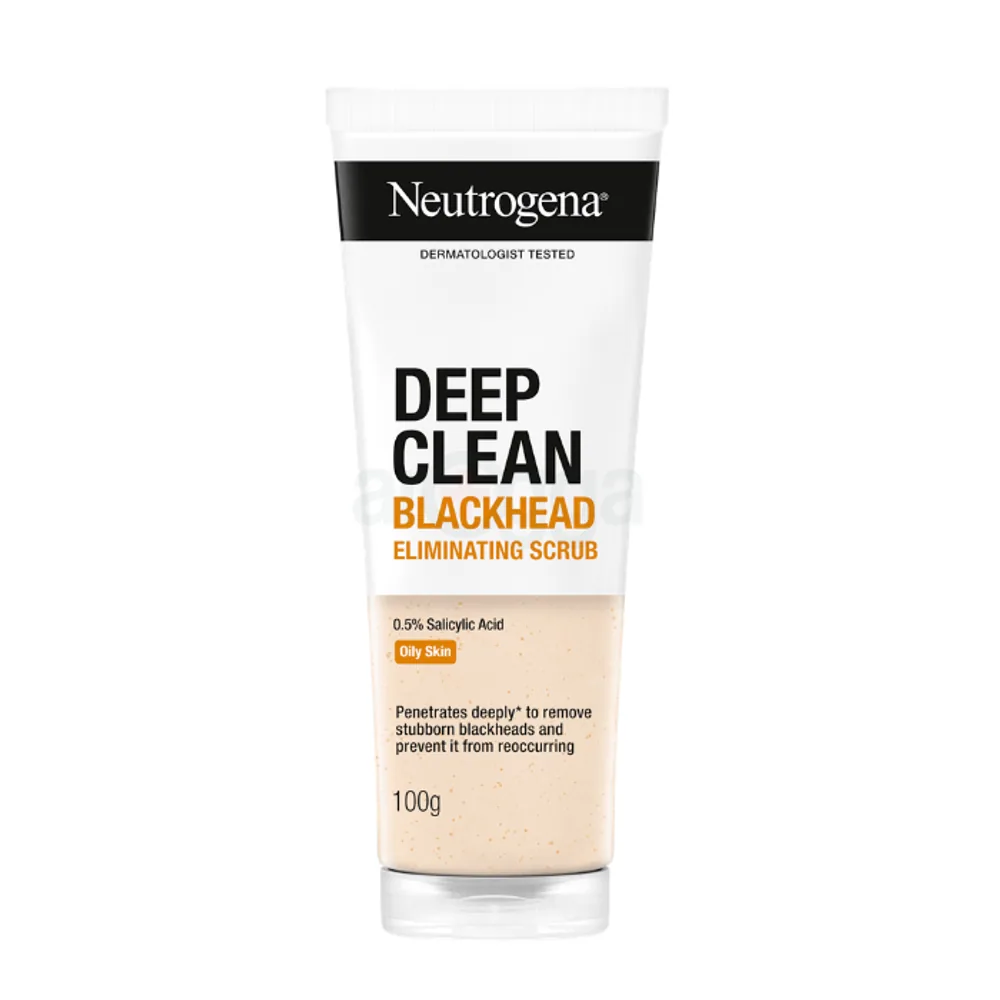 Neutrogena®
DERMATOLOGIST TESTED
DEEP
CLEAN
BLACKHEAD
ELIMINATING SCRUB
0.5% Salicylic Acid
Oily Skin
Penetrates deeply* to remove
stubborn blackheads and
prevent it from reoccurring
100g